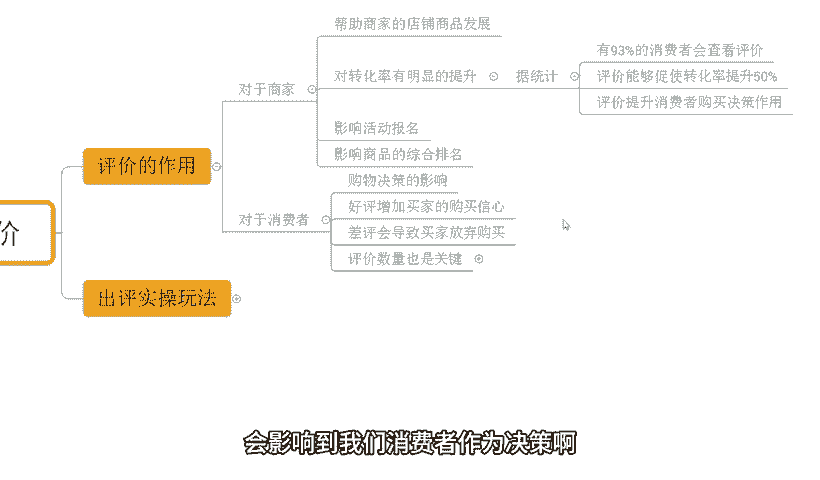 价
评价的作用
对于商家
帮助商家的店铺商品发展
对转化率有明显的提升
据统计
有93%的消费者会查看评价
评价能够促使转化率提升50%
评价提升消费者购买决策作用
影响活动报名
影响商品的综合排名
对于消费者
购物决策的影响
好评增加买家的购买信心
差评会导致买家放弃购买
评价数量也是关键
出评实操玩法
会影响到我们消费者作为决策啊